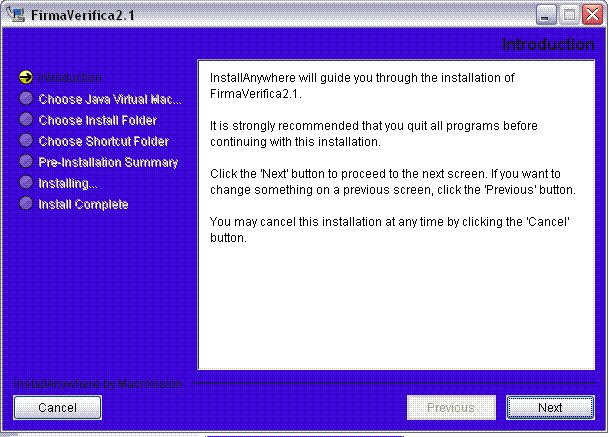 FirmaVerifica2.1
Introduction
Introduction
Choose Java Virtual Mac...
Choose Install Folder
Choose Shortcut Folder
Pre-Installation Summary
Installing...
Install Complete
InstallAnywhere will guide you through the installation of
FirmaVerifica2.1.
It is strongly recommended that you quit all programs before
continuing with this installation.
Click the 'Next' button to proceed to the next screen. If you want to
change something on a previous screen, click the 'Previous' button.
You may cancel this installation at any time by clicking the 'Cancel'
button.
InstallAnywhere by Macrovision
Cancel
Previous
Next